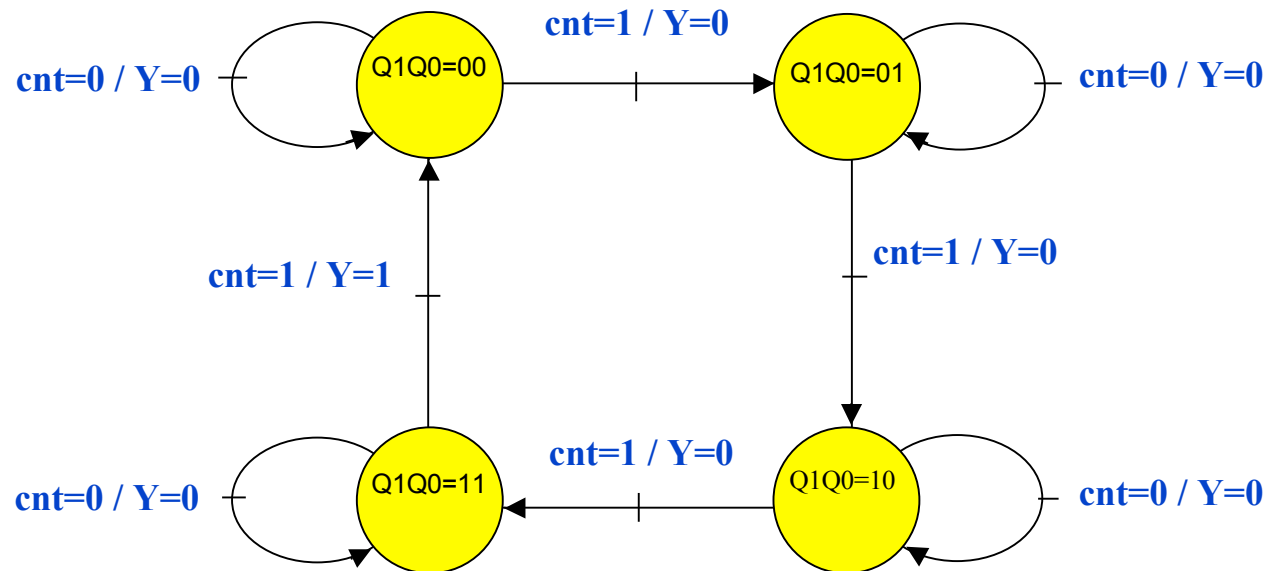 cnt=1 / Y=0
Q1Q0=00
Q1Q0=01
cnt=0 / Y=0
cnt=0 / Y=0
cnt=1 / Y=1
cnt=1 / Y=0
cnt=1 / Y=0
Q1Q0=11
Q1Q0=10
cnt=0 / Y=0
cnt=0 / Y=0